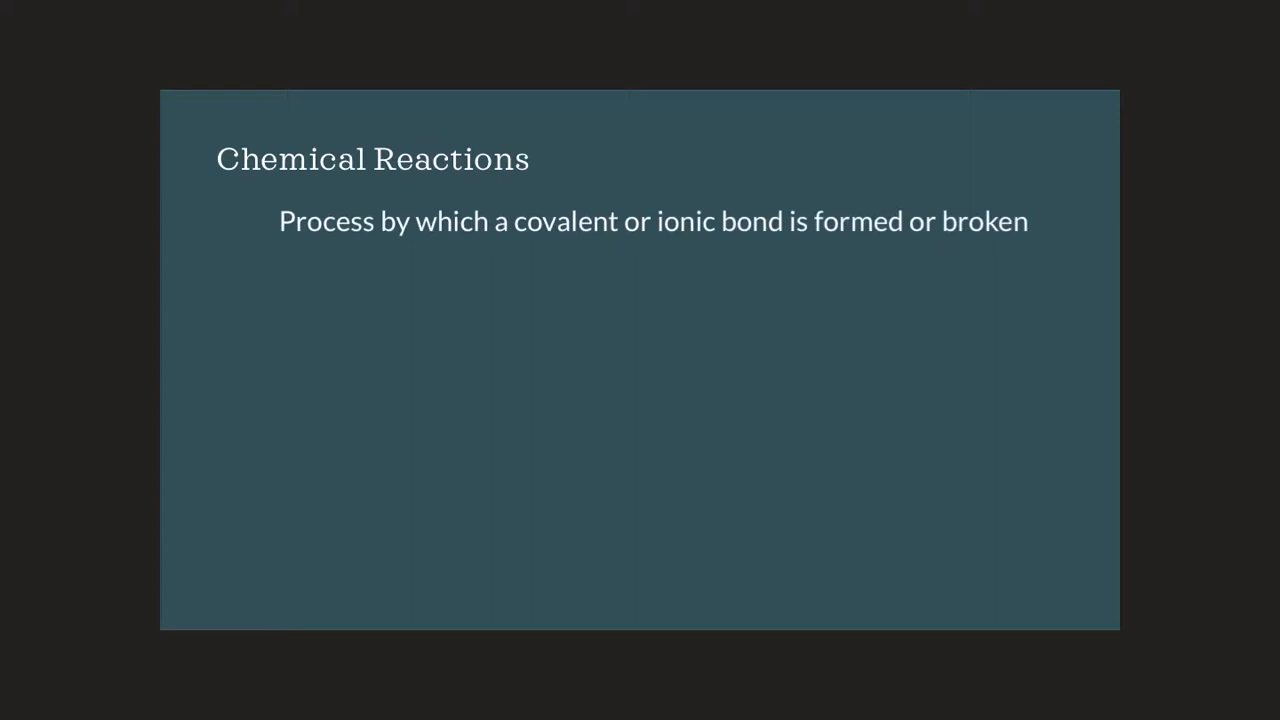 Chemical Reactions
Process by which a covalent or ionic bond is formed or broken